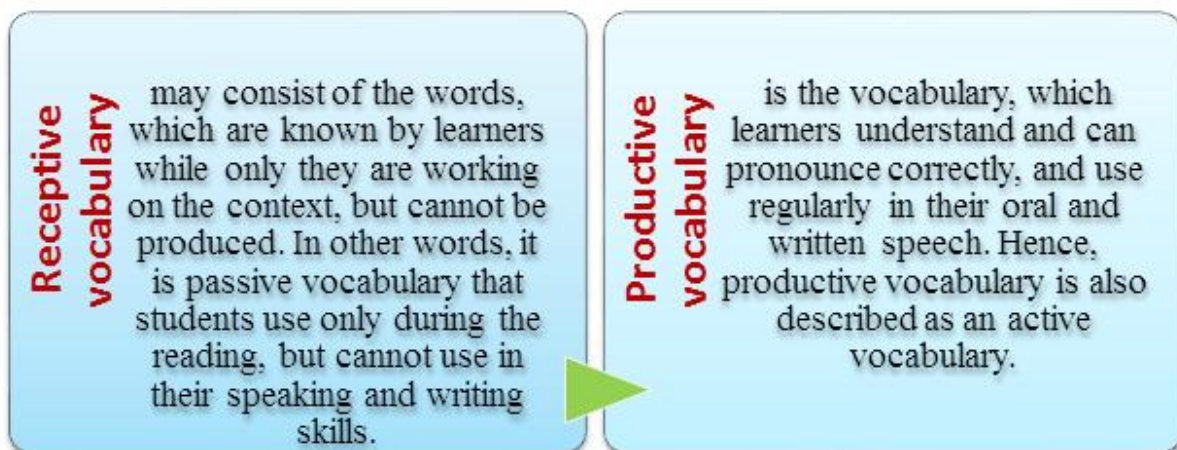 Receptive
vocabulary
may consist of the words,
which are known by learners
while only they are working
on the context, but cannot be
produced. In other words, it
is passive vocabulary that
students use only during the
reading, but cannot use in
their speaking and writing
skills.
Productive
vocabulary
is the vocabulary, which
learners understand and can
pronounce correctly, and use
regularly in their oral and
written speech. Hence,
productive vocabulary is also
described as an active
vocabulary.